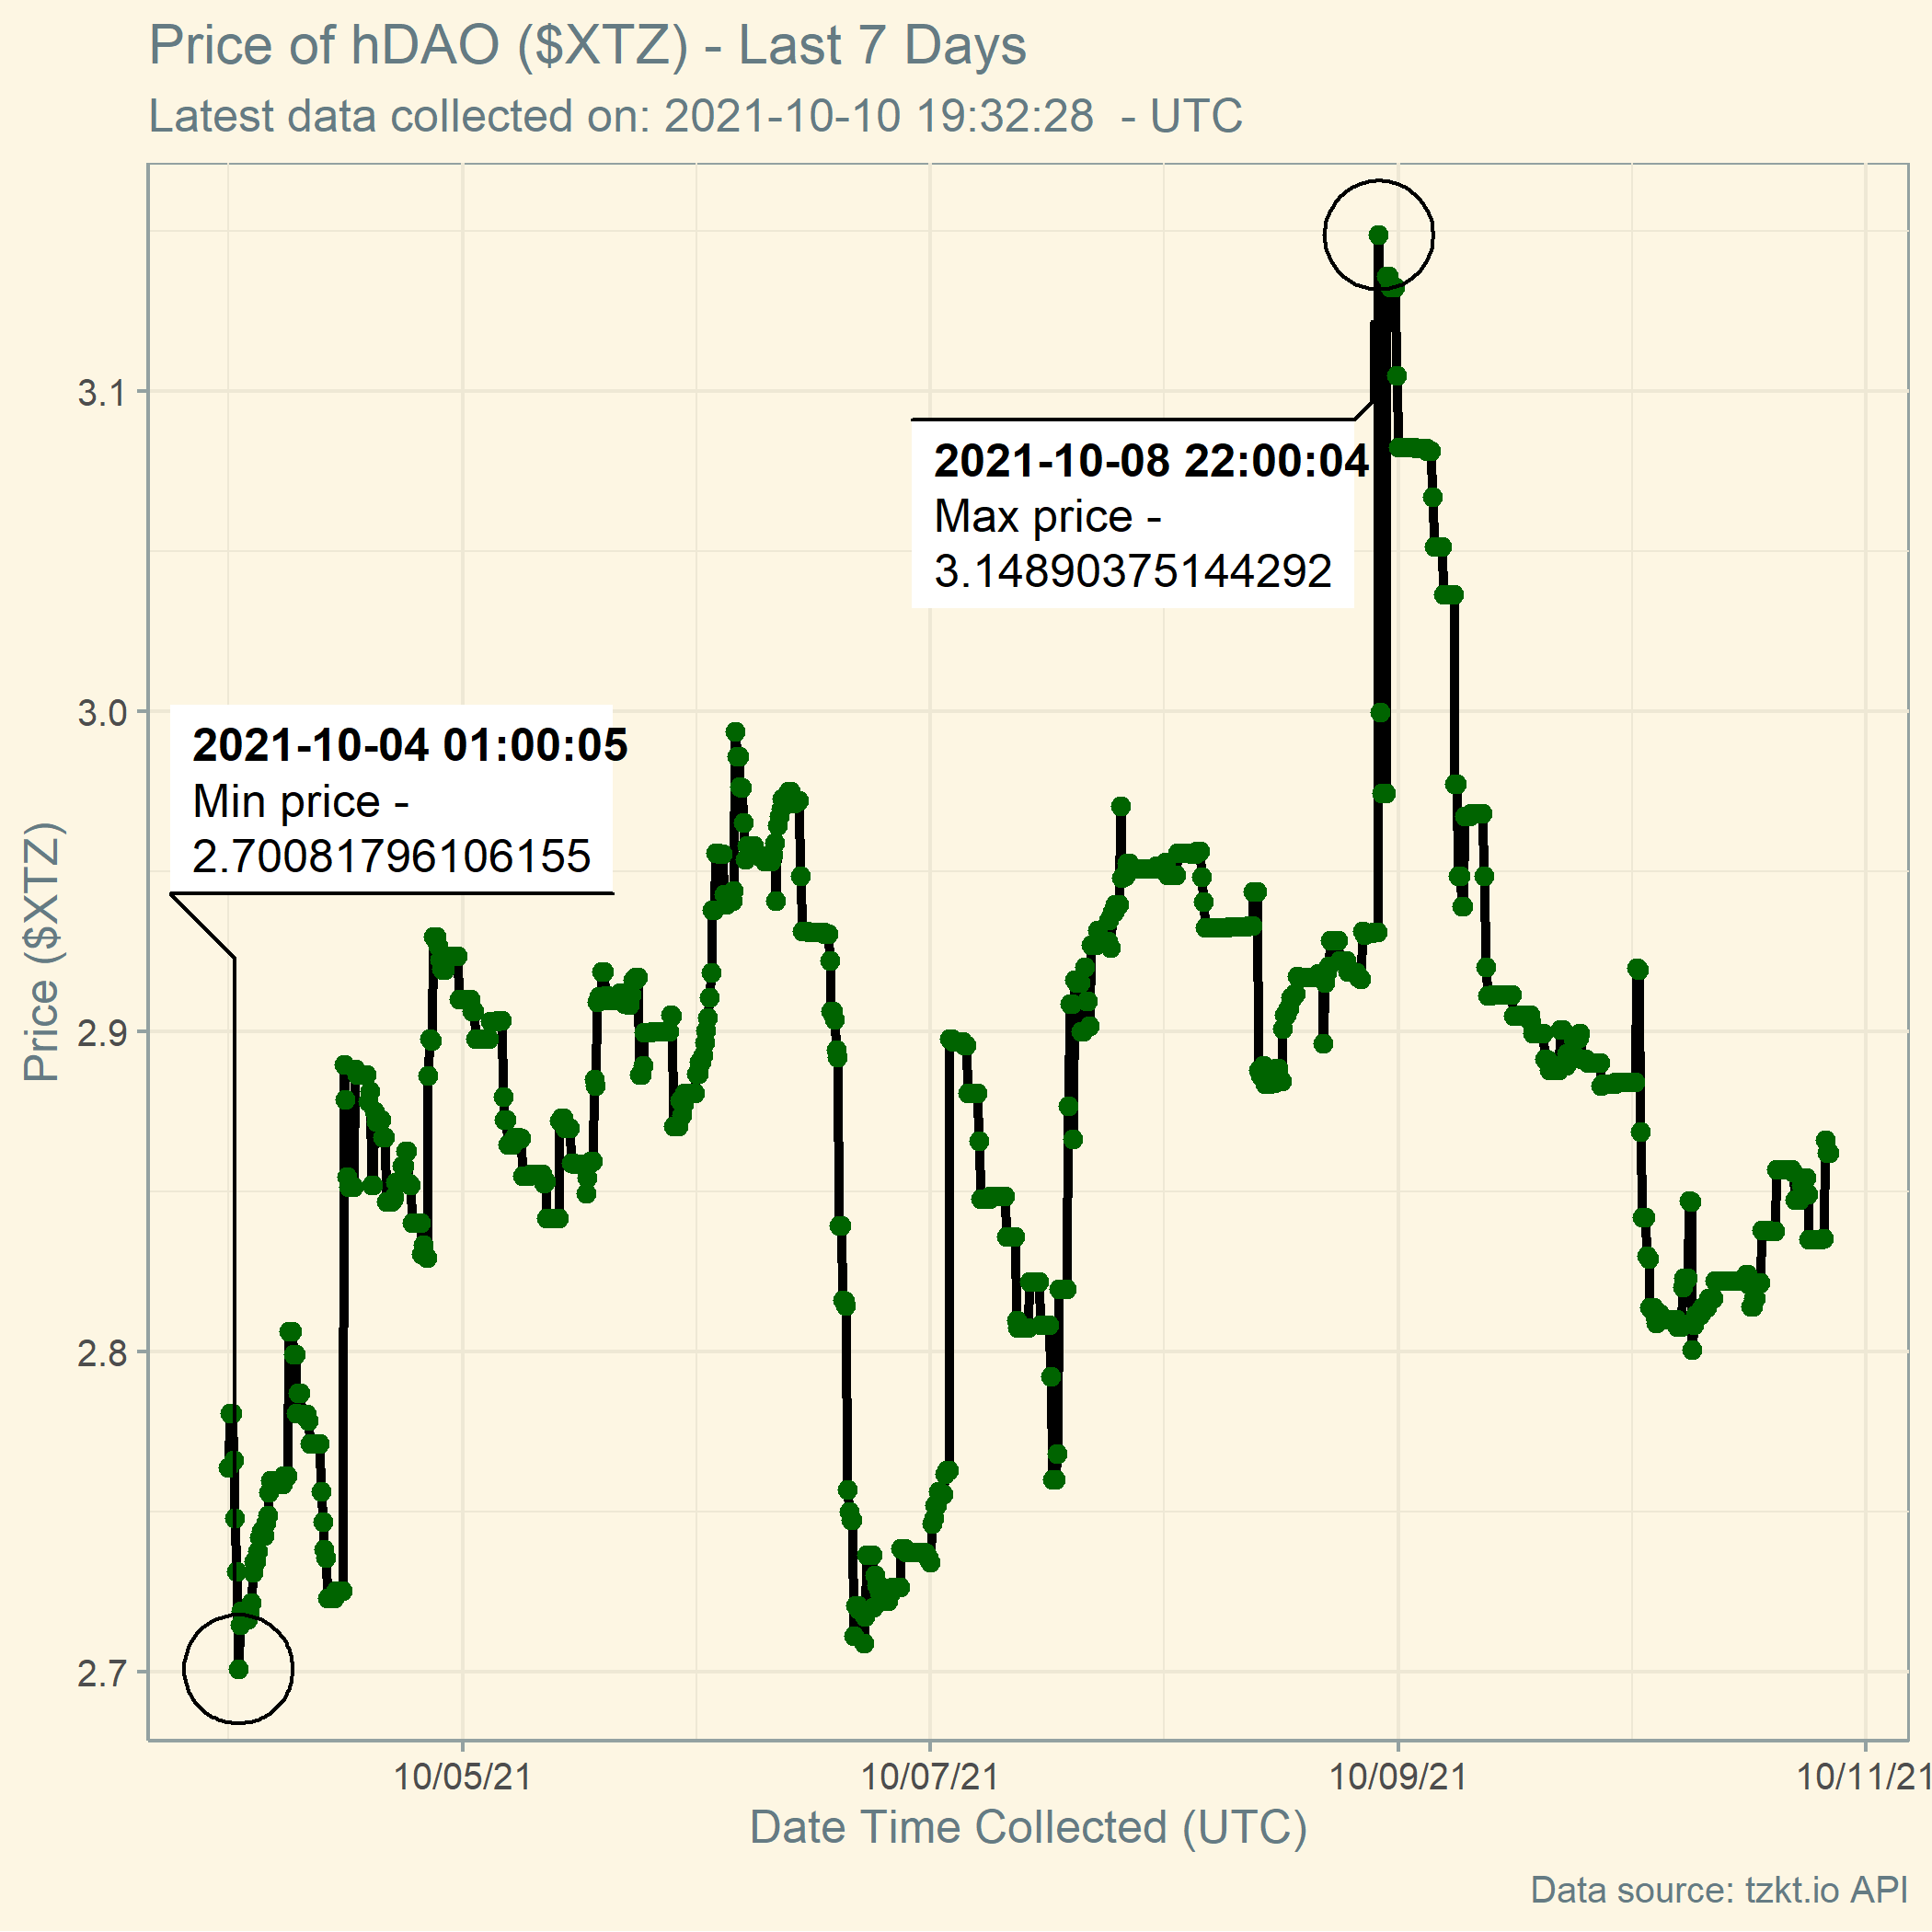 Price of hDAO ($XTZ) - Last 7 Days
Latest data collected on: 2021-10-10 19:32:28  - UTC
Price ($XTZ)
3.1
3.0
2.9
2.8
2.7
2021-10-08 22:00:04
Max price -
3.14890375144292
2021-10-04 01:00:05
Min price -
2.70081796106155
10/05/21
10/07/21
10/09/21
10/11/21
Date Time Collected (UTC)
Data source: tzkt.io API